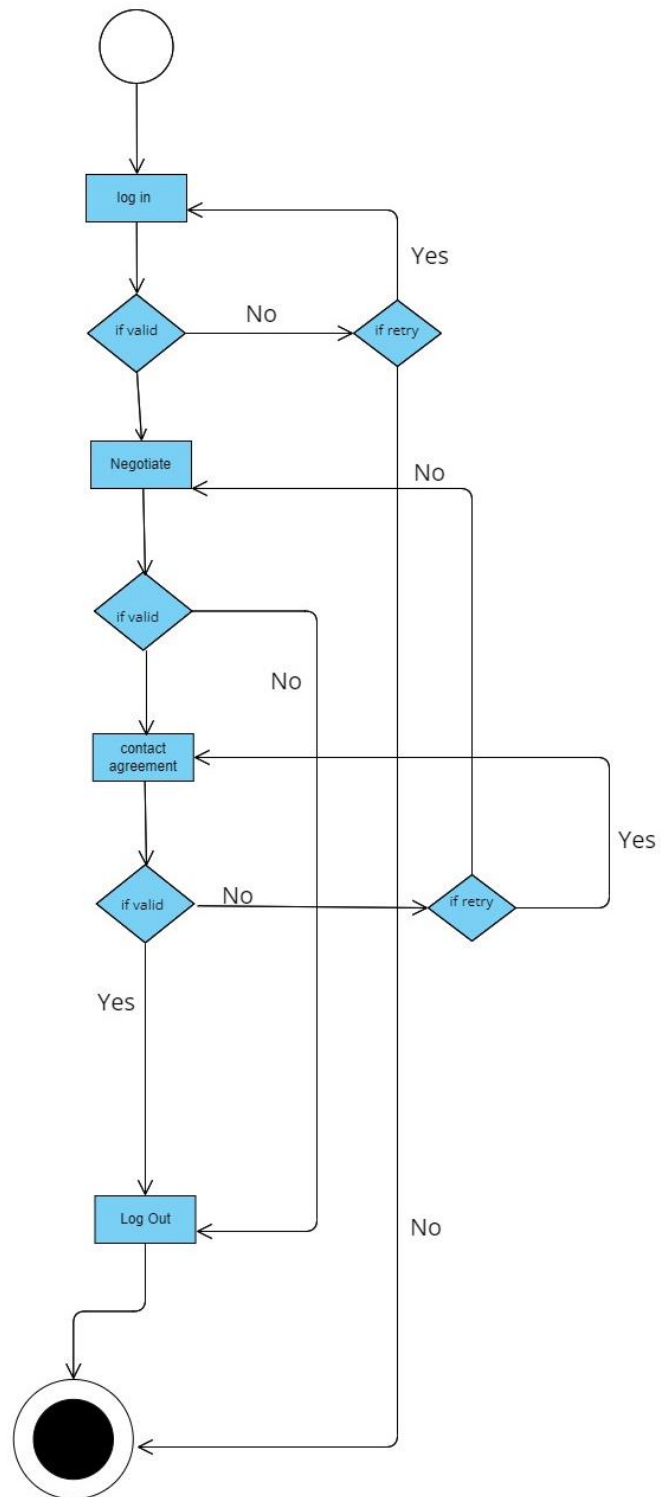 log in
Yes
if valid
No
if retry
Negotiate
No
if valid
No
contact
agreement
Yes
if valid
No
if retry
Yes
Log Out
No